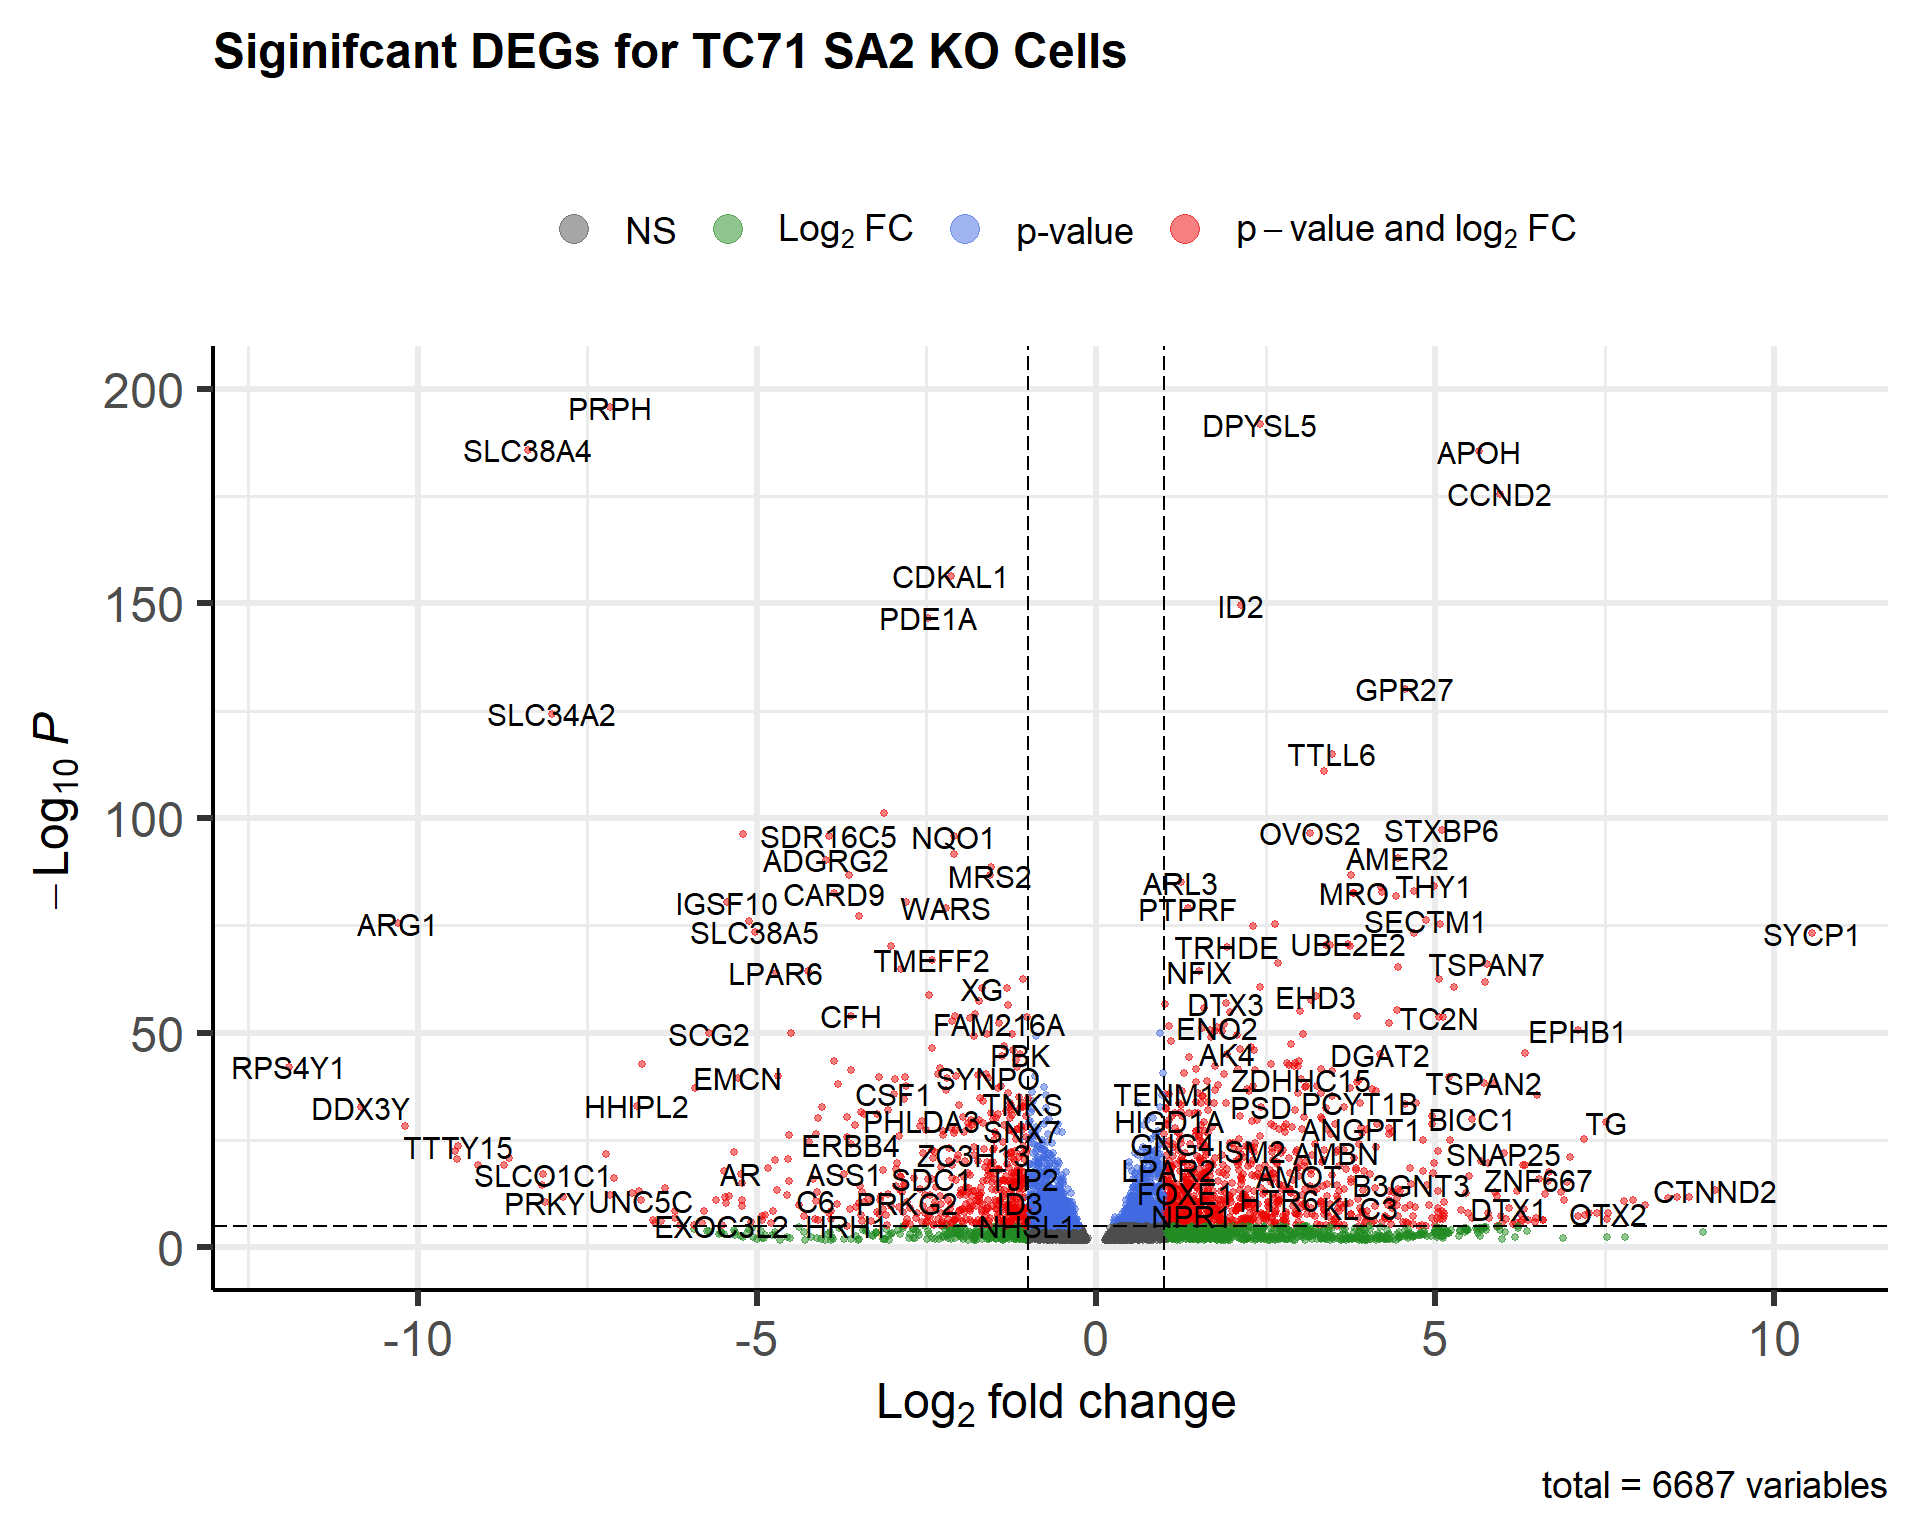 Siginifcant DEGs for TC71 SA2 KO Cells
NS Log2 FC p-value p – value and log2 FC
200
PRPH
DPYSL5
SLC38A4
APOH
CCND2
150
CDKAL1
ID2
PDE1A
GPR27
SLC34A2
TTLL6
100
SDR16C5 NQO1 OVOS2 STXBP6
ADGRG2 AMER2
MRS2 ARL3 THY1
CARD9 MRO
IGSF10 WARS PTPRF
ARG1 SECTM1
SLC38A5 SYCP1
TRHDE UBE2E2
TMEFF2 TSPAN7
LPAR6 NFIX
XG EHD3
DTX3
CFH TC2N
50
SCG2 FAM216A ENO2 EPHB1
PBK AK4 DGAT2
RPS4Y1
EMCN SYNPO ZDHHC15 TSPAN2
CSF1 TENM1
DDX3Y HHIPL2 TNKS PSD PCYT1B
PHLDA3 HIGD1A BICC1 TG
SNX7 ANGPT1
TTTY15 ERBB4 GNG4
ZC3H13 ISM2 AMBN SNAP25
SLCO1C1 AR ASS1 SDC1 TJP2 LPAR2 AMOT ZNF667
B3GNT3 CTNND2
PRKY UNC5C C6 PRKG2 ID3 FOXE1 HTR6 KLC3 DTX1
NPR1 OTX2
EXOC3L2 HRH1 NHSL1
0
-10 -5 0 5 10
−Log10 P
Log2 fold change
total = 6687 variables